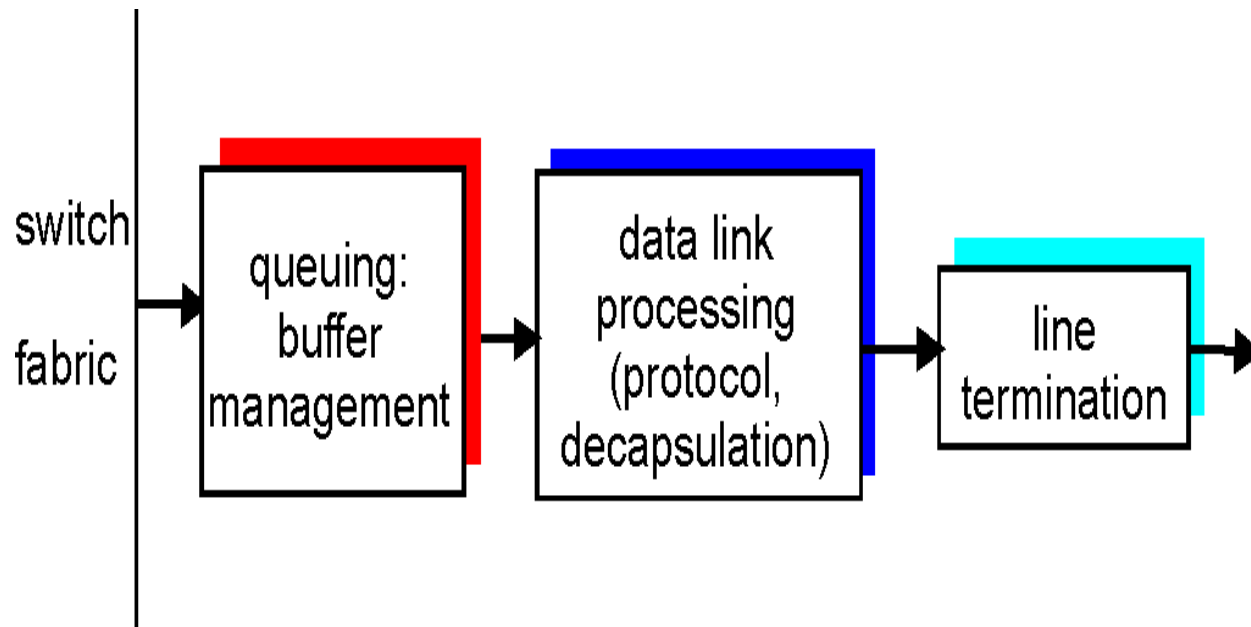 switch
fabric
queuing:
buffer
management
data link
processing
(protocol,
decapsulation)
line
termination